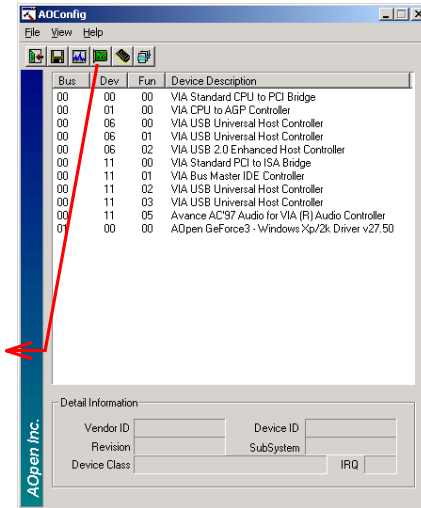 AOConfig
File View Help
Bus Dev Fun Device Description
00 00 00 VIA Standard CPU to PCI Bridge
00 01 00 VIA CPU to AGP Controller
00 06 00 VIA USB Universal Host Controller
00 06 01 VIA USB Universal Host Controller
00 06 02 VIA USB 2.0 Enhanced Host Controller
00 11 00 VIA Standard PCI to ISA Bridge
00 11 01 VIA Bus Master IDE Controller
00 11 02 VIA USB Universal Host Controller
00 11 03 VIA USB Universal Host Controller
00 11 05 Avance AC'97 Audio for VIA (R) Audio Controller
01 00 00 AOpen GeForce3 - Windows Xp/2k Driver v27.50
Detail Information
Vendor ID Device ID
Revision SubSystem
Device Class IRQ
AOpen Inc.